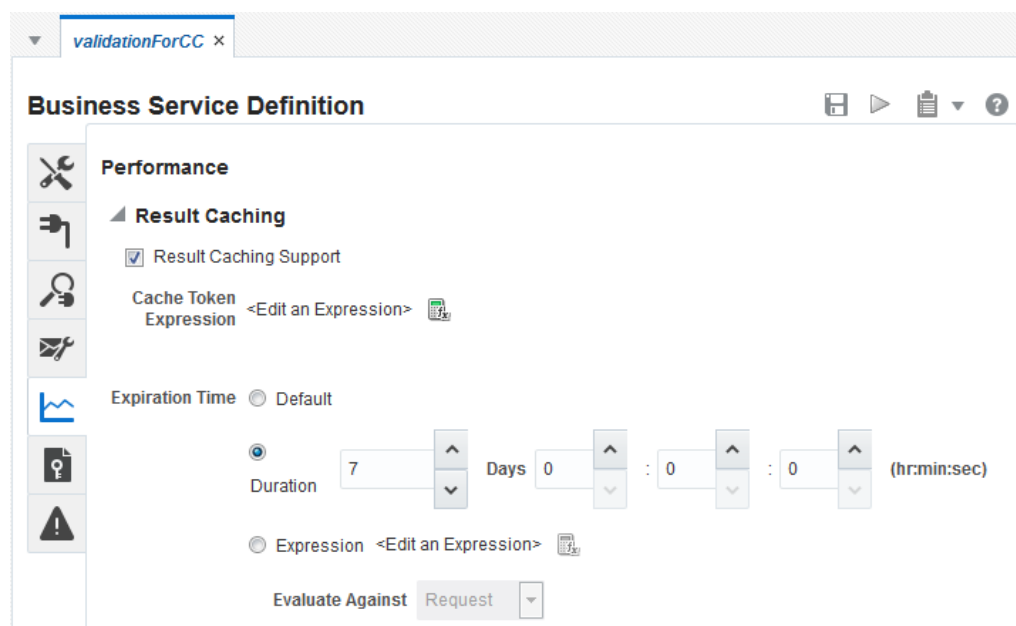 validationForCC ×
Business Service Definition
Performance
Result Caching
Result Caching Support
Cache Token
Expression
<Edit an Expression>
Expiration Time
Default
Duration
7
Days
0 : 0 : 0 (hr:min:sec)
Expression <Edit an Expression>
Evaluate Against Request